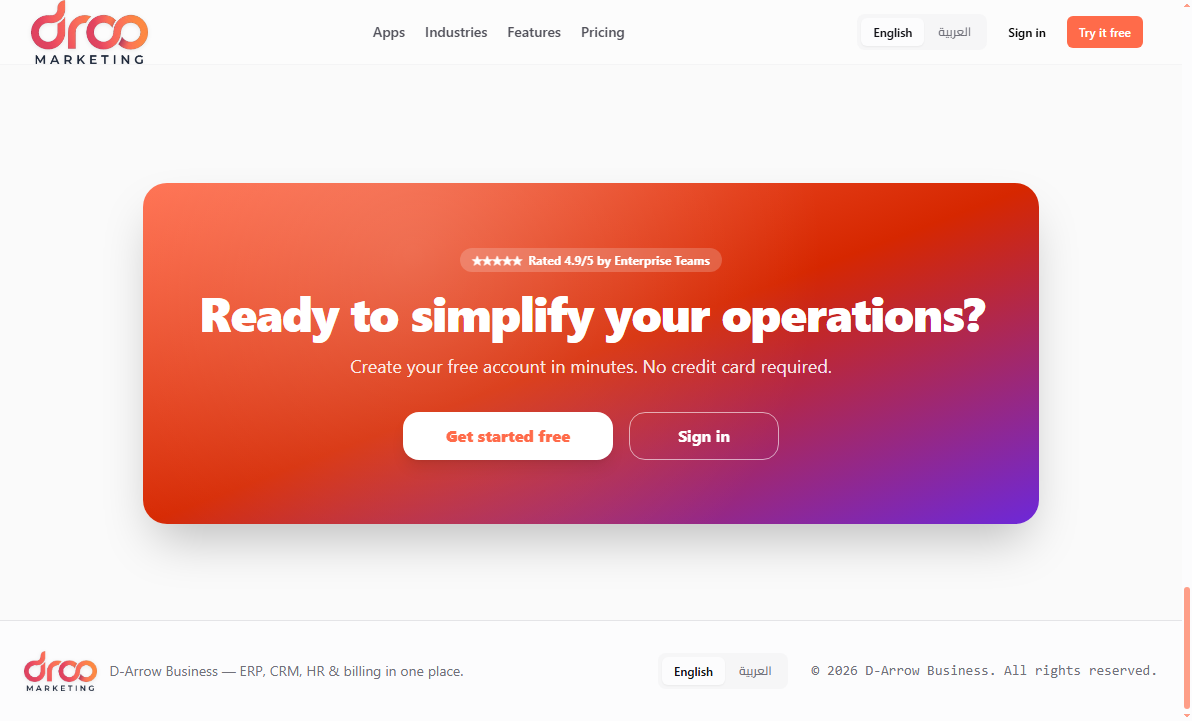 droo
MARKETING
Apps
Industries
Features
Pricing
English
العربية
Sign in
Try it free
★★★★★ Rated 4.9/5 by Enterprise Teams
Ready to simplify your operations?
Create your free account in minutes. No credit card required.
Get started free
Sign in
droo
MARKETING
D-Arrow Business — ERP, CRM, HR & billing in one place.
English
العربية
© 2026 D-Arrow Business. All rights reserved.